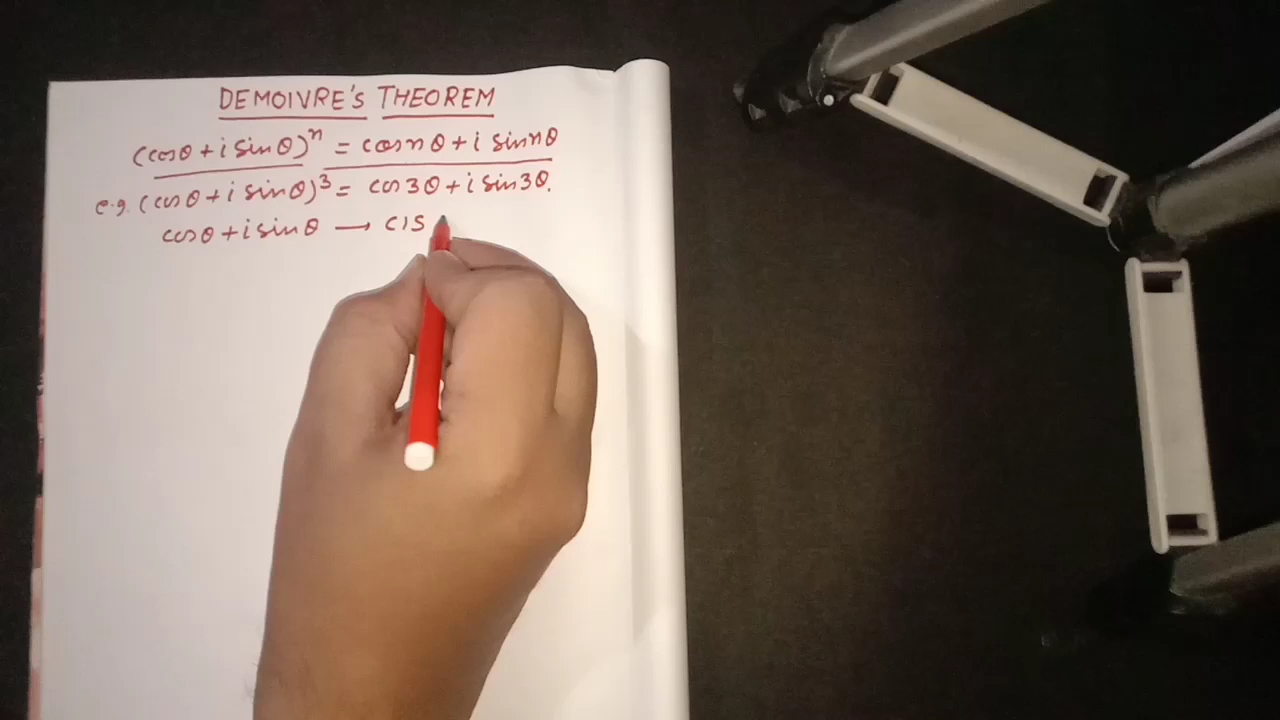 DEMOIVRE'S THEOREM
(cosθ + i sinθ)ⁿ = cosnθ + i sinnθ
e.g. (cosθ + i sinθ)³ = cos3θ + i sin3θ.
cosθ + i sinθ → cis